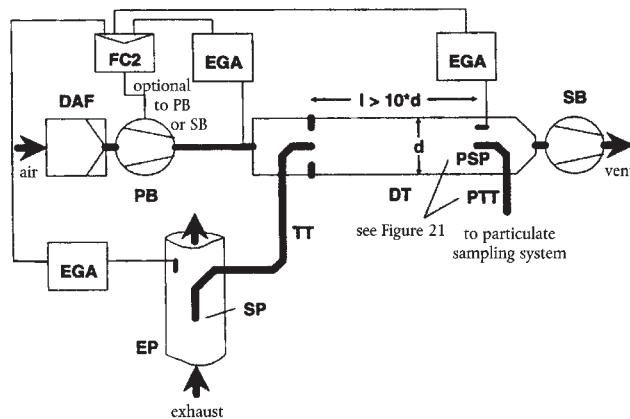 FC2
EGA
EGA
optional
to PB
or SB
DAF
l > 10*d
SB
air
d
PSP
vent
PB
DT
PTT
TT
see Figure 21
to particulate
sampling system
EGA
SP
EP
exhaust